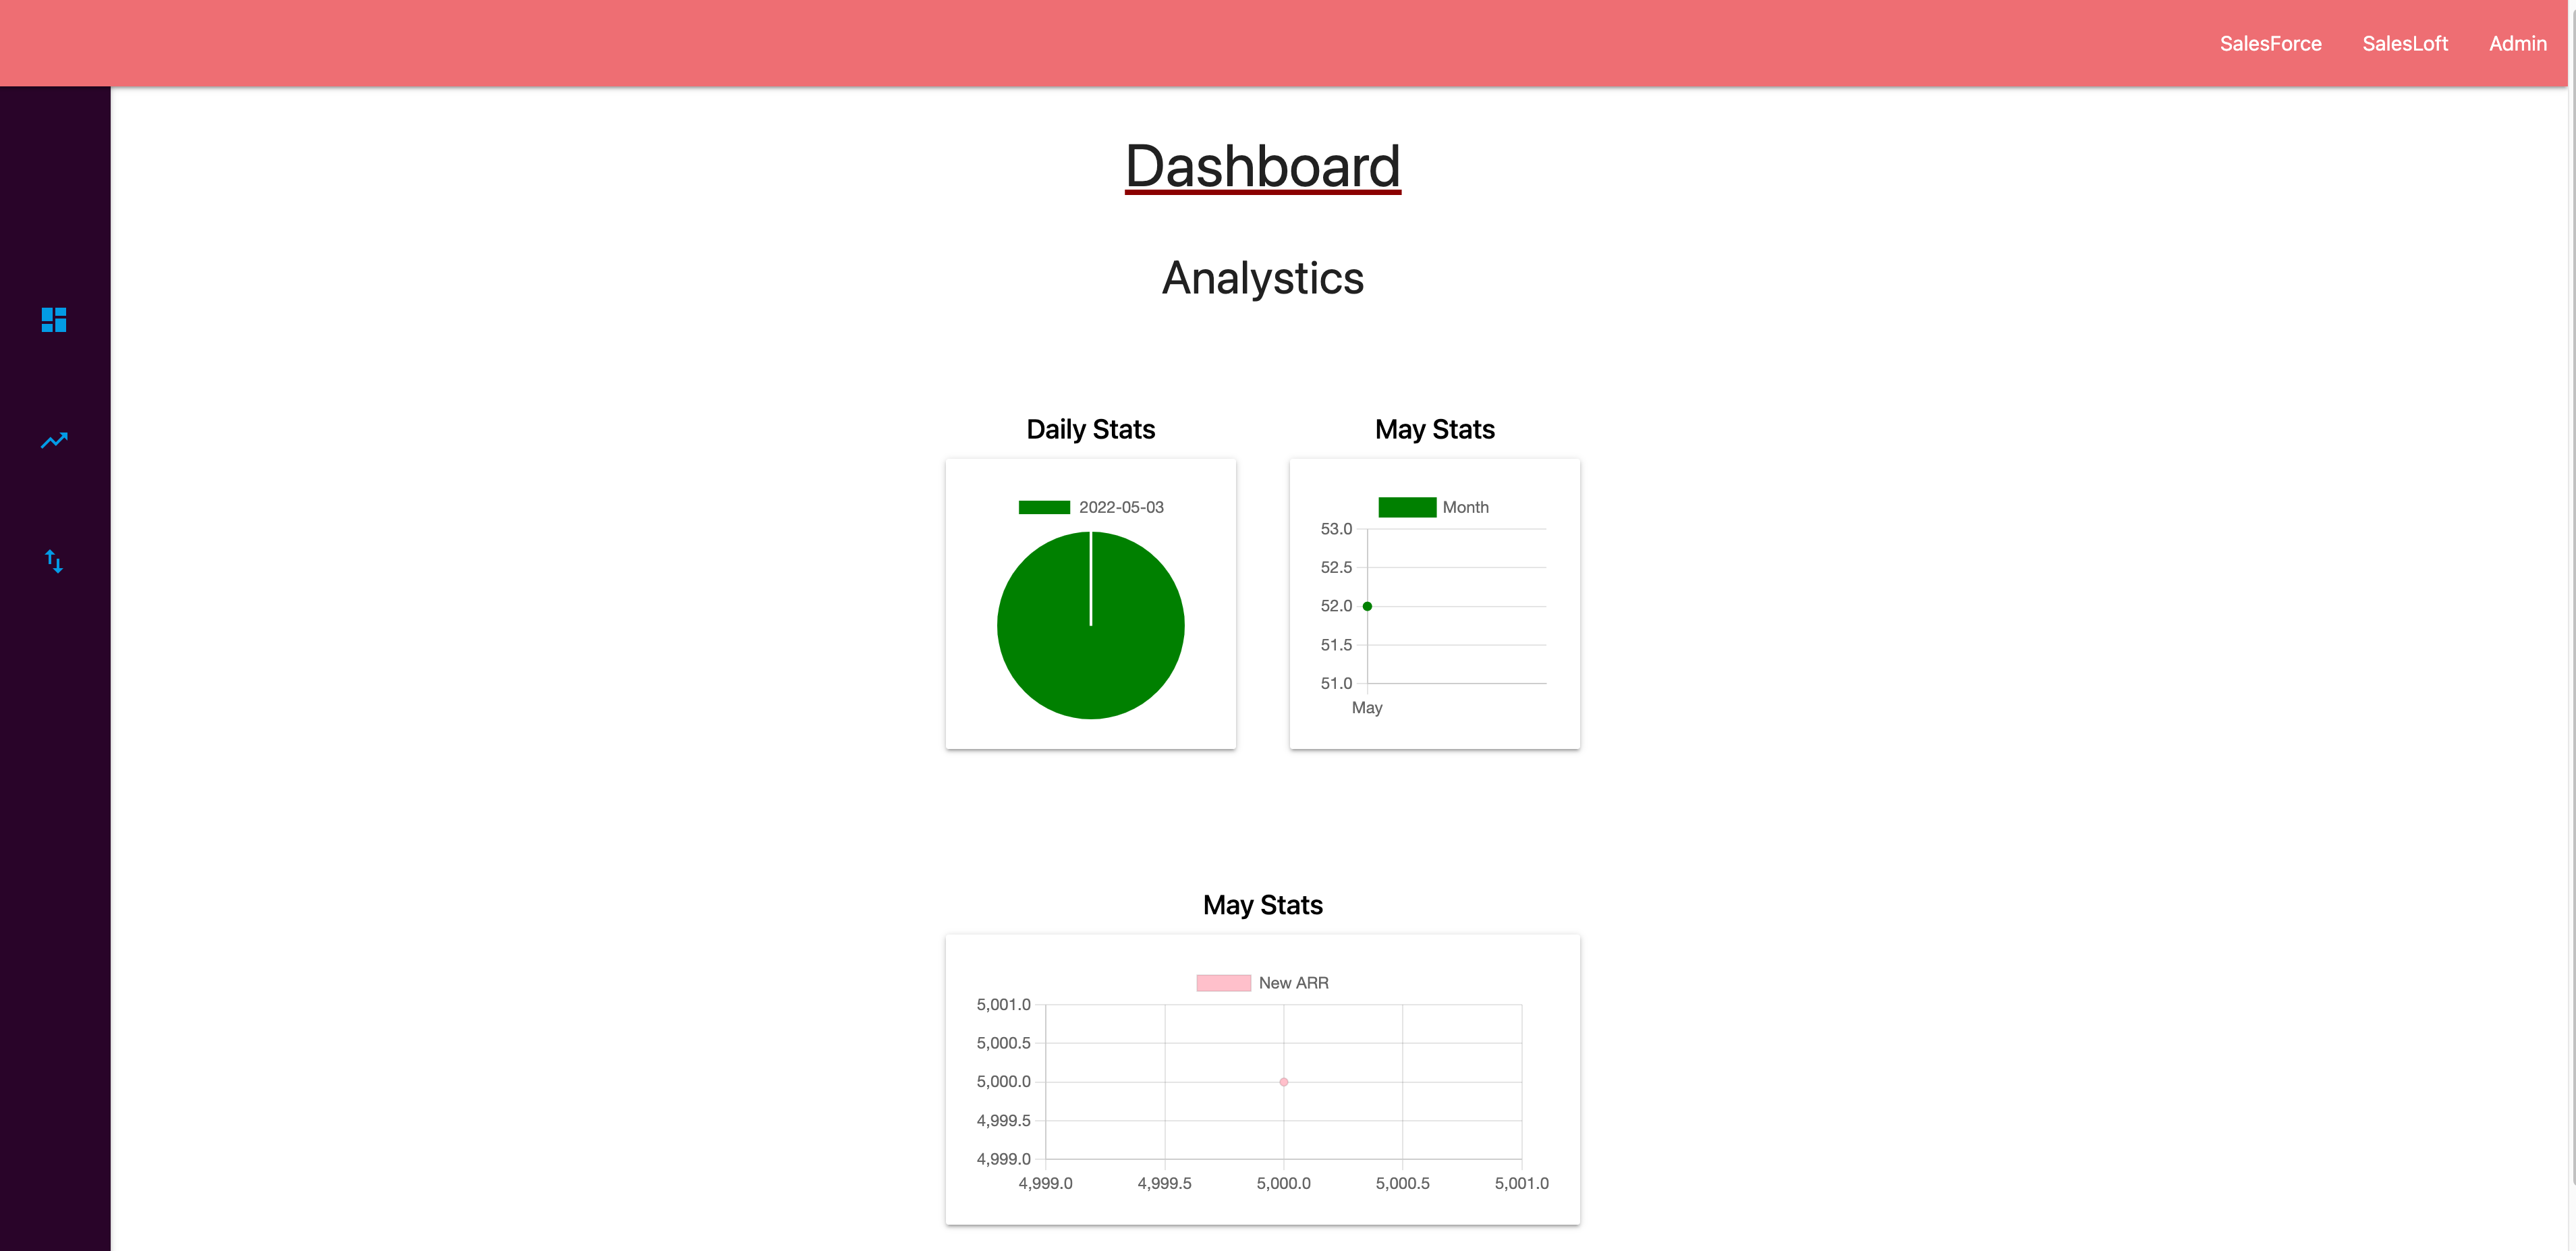 SalesForce SalesLoft Admin
Dashboard
Analystics
Daily Stats
2022-05-03
May Stats
Month
53.0
52.5
52.0
51.5
51.0
May
May Stats
New ARR
5,001.0
5,000.5
5,000.0
4,999.5
4,999.0
4,999.0 4,999.5 5,000.0 5,000.5 5,001.0